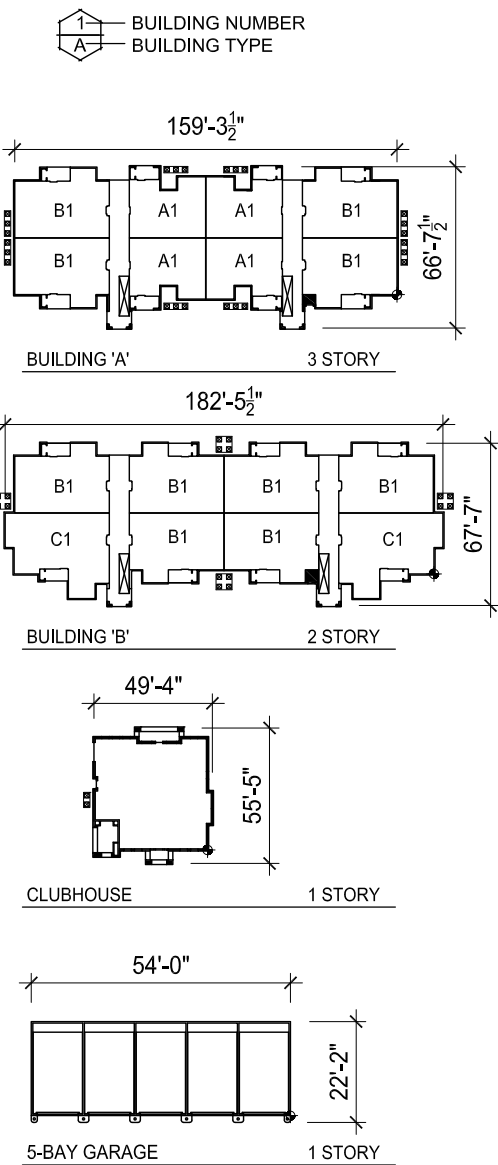 1 BUILDING NUMBER
A BUILDING TYPE
159'-3½"
B1 A1 A1 B1
B1 A1 A1 B1
66'-7½"
BUILDING 'A' 3 STORY
182'-5½"
B1 B1 B1 B1
C1 B1 B1 C1
67'-7"
BUILDING 'B' 2 STORY
49'-4"
55'-5"
CLUBHOUSE 1 STORY
54'-0"
22'-2"
5-BAY GARAGE 1 STORY